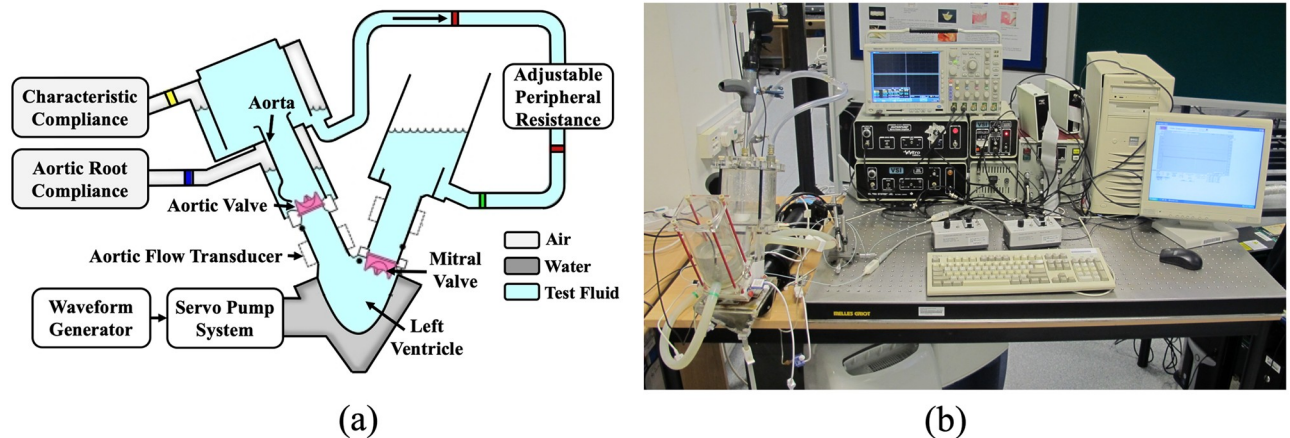 Characteristic
Compliance
Aortic Root
Compliance
Aorta
Aortic Valve
Aortic Flow Transducer
Waveform
Generator
Servo Pump
System
Adjustable
Peripheral
Resistance
Air
Water
Test Fluid
Mitral
Valve
Left
Ventricle
(a)
VSI
MELLES GRIOT
(b)